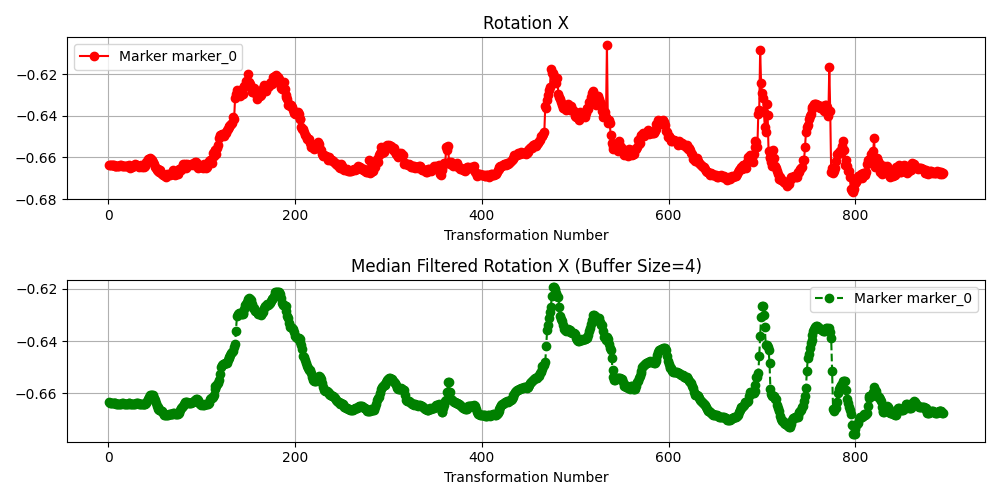 Rotation X
Marker marker_0
−0.62
−0.64
−0.66
−0.68
0 200 400 600 800
Transformation Number
Median Filtered Rotation X (Buffer Size=4)
Marker marker_0
−0.62
−0.64
−0.66
0 200 400 600 800
Transformation Number